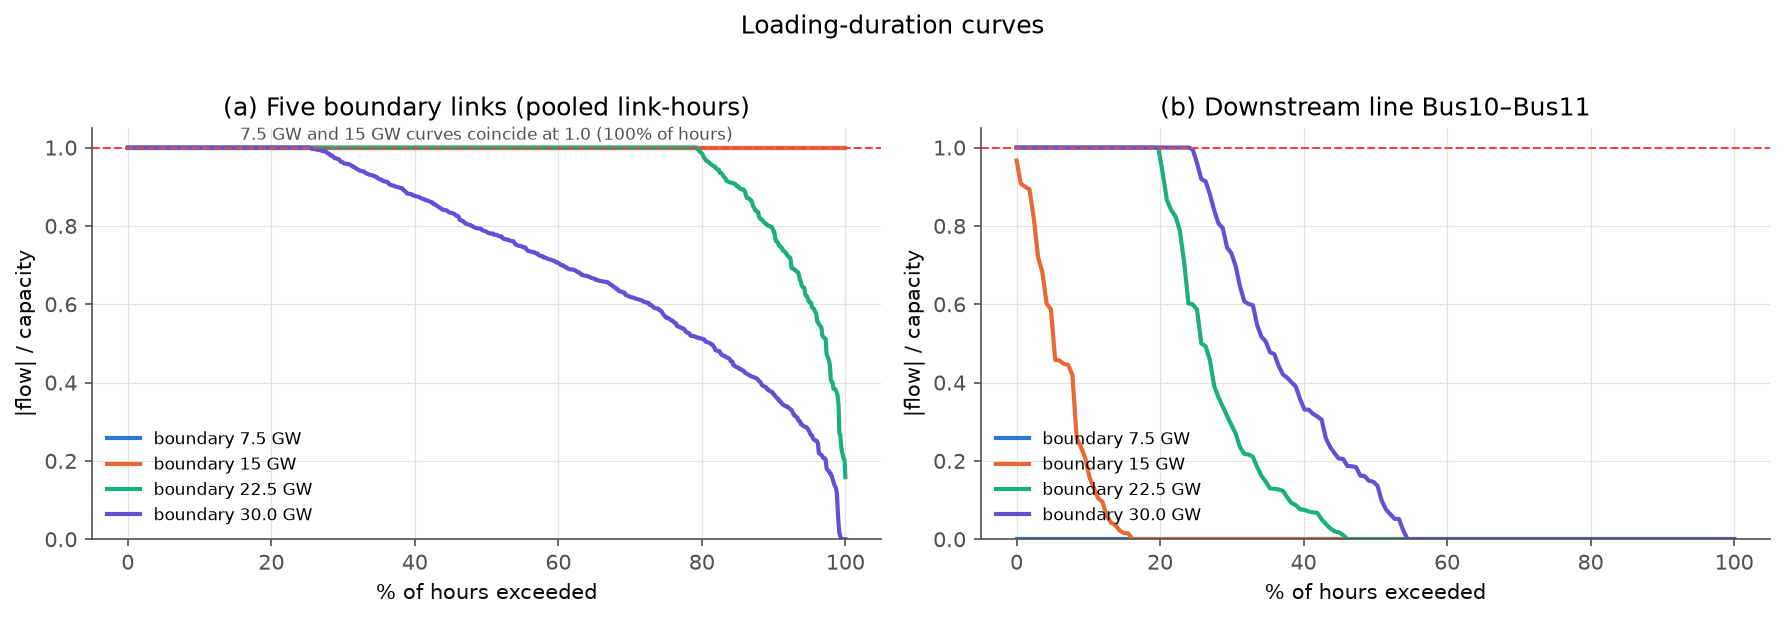 Loading-duration curves
(a) Five boundary links (pooled link-hours)
7.5 GW and 15 GW curves coincide at 1.0 (100% of hours)
|flow| / capacity
1.0
0.8
0.6
0.4
0.2
0.0
boundary 7.5 GW
boundary 15 GW
boundary 22.5 GW
boundary 30.0 GW
0 20 40 60 80 100
% of hours exceeded
(b) Downstream line Bus10–Bus11
|flow| / capacity
1.0
0.8
0.6
0.4
0.2
0.0
boundary 7.5 GW
boundary 15 GW
boundary 22.5 GW
boundary 30.0 GW
0 20 40 60 80 100
% of hours exceeded